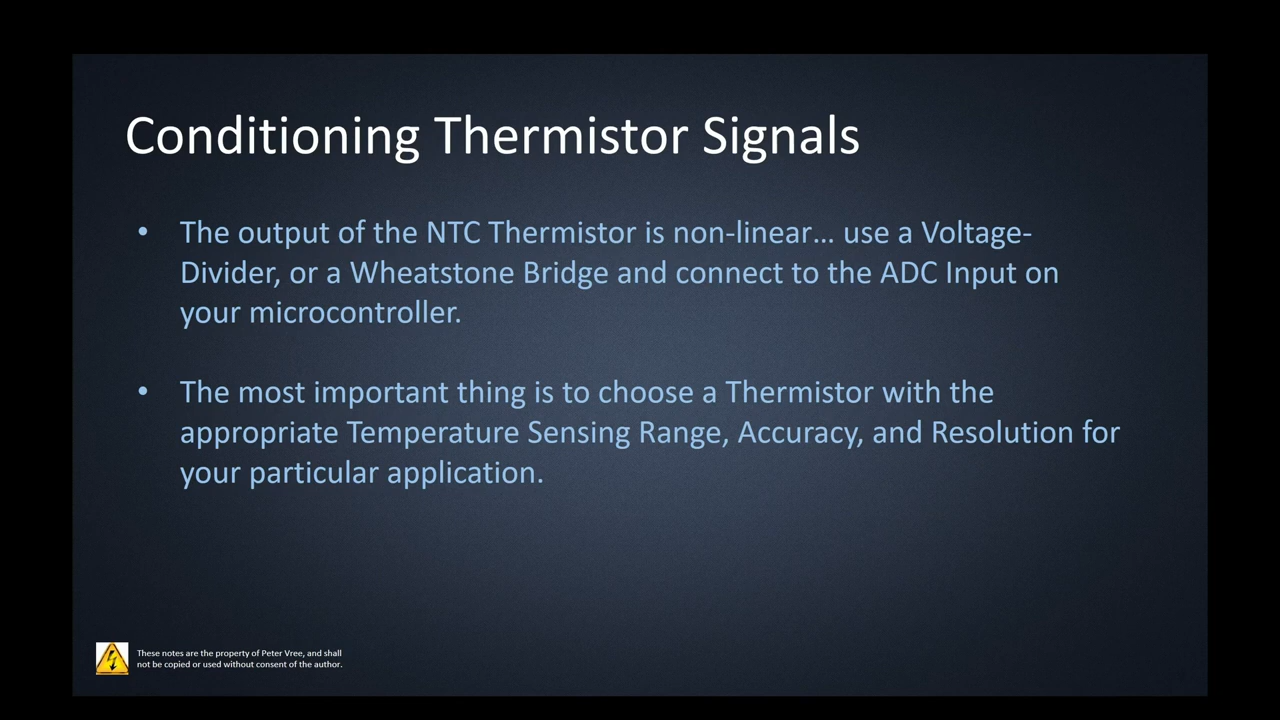 Conditioning Thermistor Signals
• The output of the NTC Thermistor is non-linear... use a Voltage-
Divider, or a Wheatstone Bridge and connect to the ADC Input on
your microcontroller.
• The most important thing is to choose a Thermistor with the
appropriate Temperature Sensing Range, Accuracy, and Resolution for
your particular application.
These notes are the property of Peter Vree, and shall
not be copied or used without consent of the author.